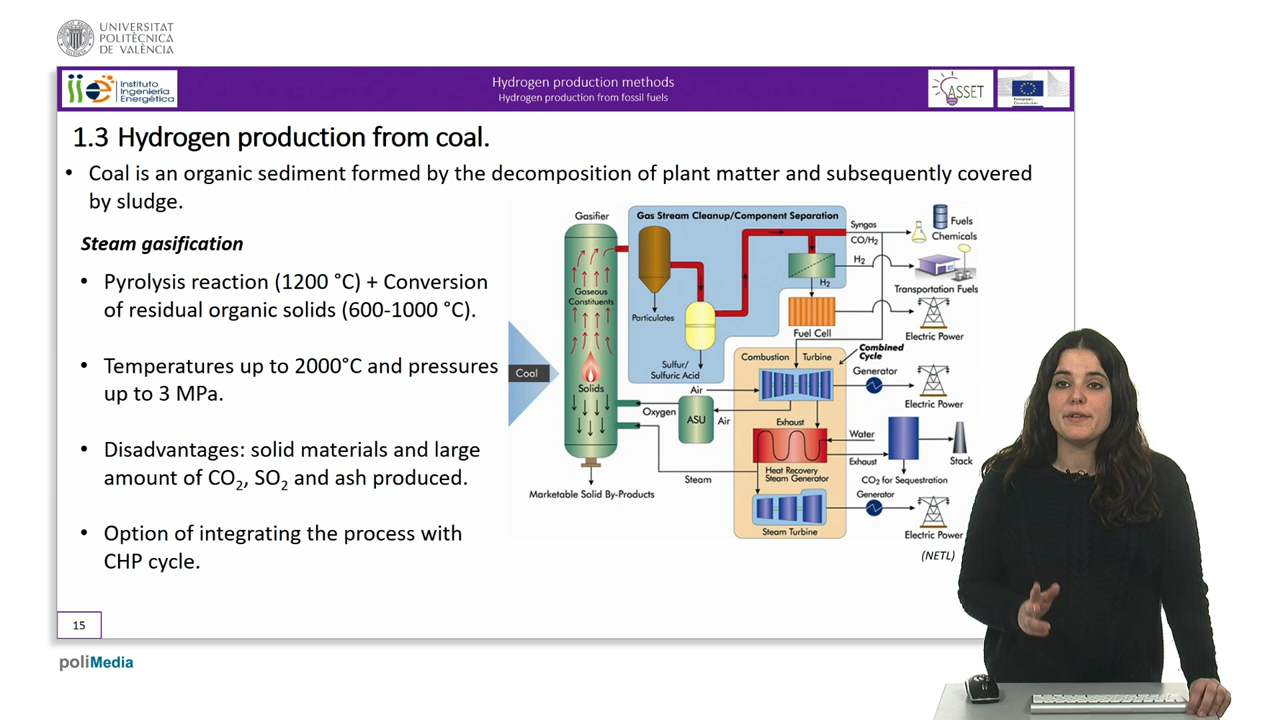 UNIVERSITAT
POLITÈCNICA
DE VALÈNCIA
iie
Instituto
Ingeniería
Energética
Hydrogen production methods
Hydrogen production from fossil fuels
ASSET
European
Commission
1.3 Hydrogen production from coal.
• Coal is an organic sediment formed by the decomposition of plant matter and subsequently covered
by sludge.
Steam gasification
• Pyrolysis reaction (1200 °C) + Conversion
of residual organic solids (600-1000 °C).
• Temperatures up to 2000°C and pressures
up to 3 MPa.
• Disadvantages: solid materials and large
amount of CO2, SO2 and ash produced.
• Option of integrating the process with
CHP cycle.
Gasifier
Gas Stream Cleanup/Component Separation
Gaseous
Constituents
Particulates
Sulfur/
Sulfuric Acid
Syngas
CO/H2
H2
H2
Fuels
Chemicals
Transportation Fuels
Fuel Cell
Electric Power
Coal
Solids
Combined
Cycle
Combustion Turbine
Generator
Electric Power
Air
Oxygen
ASU
Air
Exhaust
Water
Exhaust
Stack
Heat Recovery
Steam Generator
CO2 for Sequestration
Steam
Marketable Solid By-Products
Generator
Steam Turbine
Electric Power
(NETL)
15
poliMedia